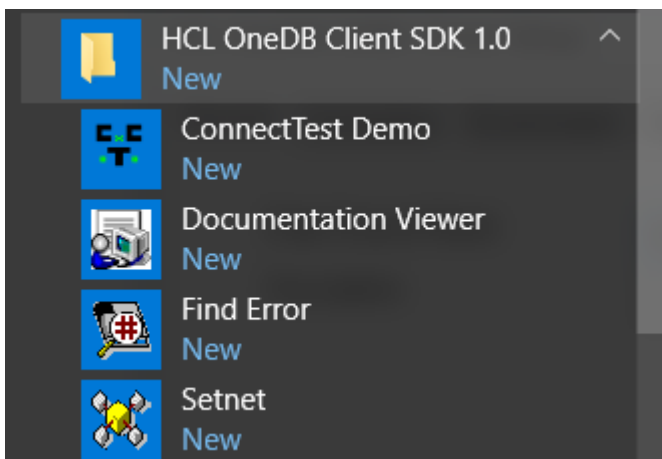 HCL OneDB Client SDK 1.0
New
ConnectTest Demo
New
Documentation Viewer
New
Find Error
New
Setnet
New